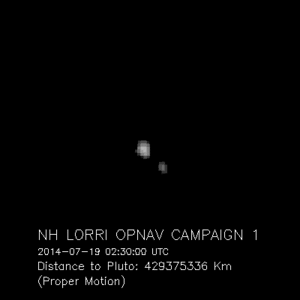 NH LORRI OPNAV CAMPAIGN 1
2014-07-19 02:30:00 UTC
Distance to Pluto: 429375336 Km
(Proper Motion)